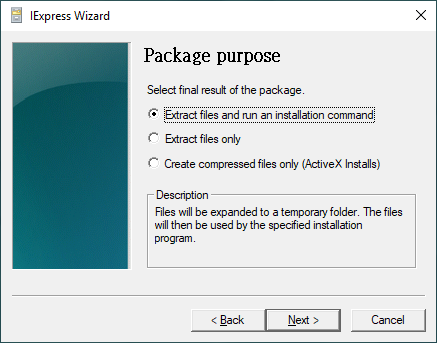 IExpress Wizard
Package purpose
Select final result of the package.
Extract files and run an installation command
Extract files only
Create compressed files only (ActiveX Installs)
Description
Files will be expanded to a temporary folder. The files
will then be used by the specified installation
program.
< Back
Next >
Cancel